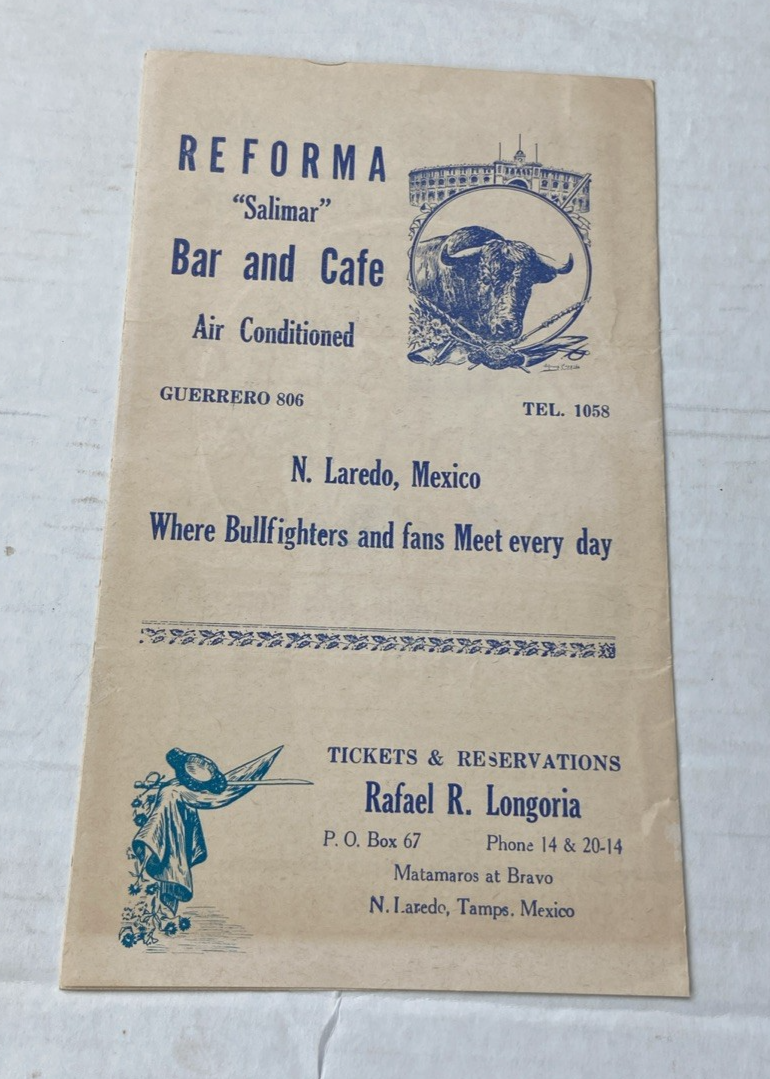 REFORMA
"Salimar"
Bar and Cafe
Air Conditioned
GUERRERO 806
TEL. 1058
N. Laredo, Mexico
Where Bullfighters and fans Meet every day
TICKETS & RESERVATIONS
Rafael R. Longoria
P. O. Box 67 Phone 14 & 20-14
Matamaros at Bravo
N. Laredo, Tamps. Mexico